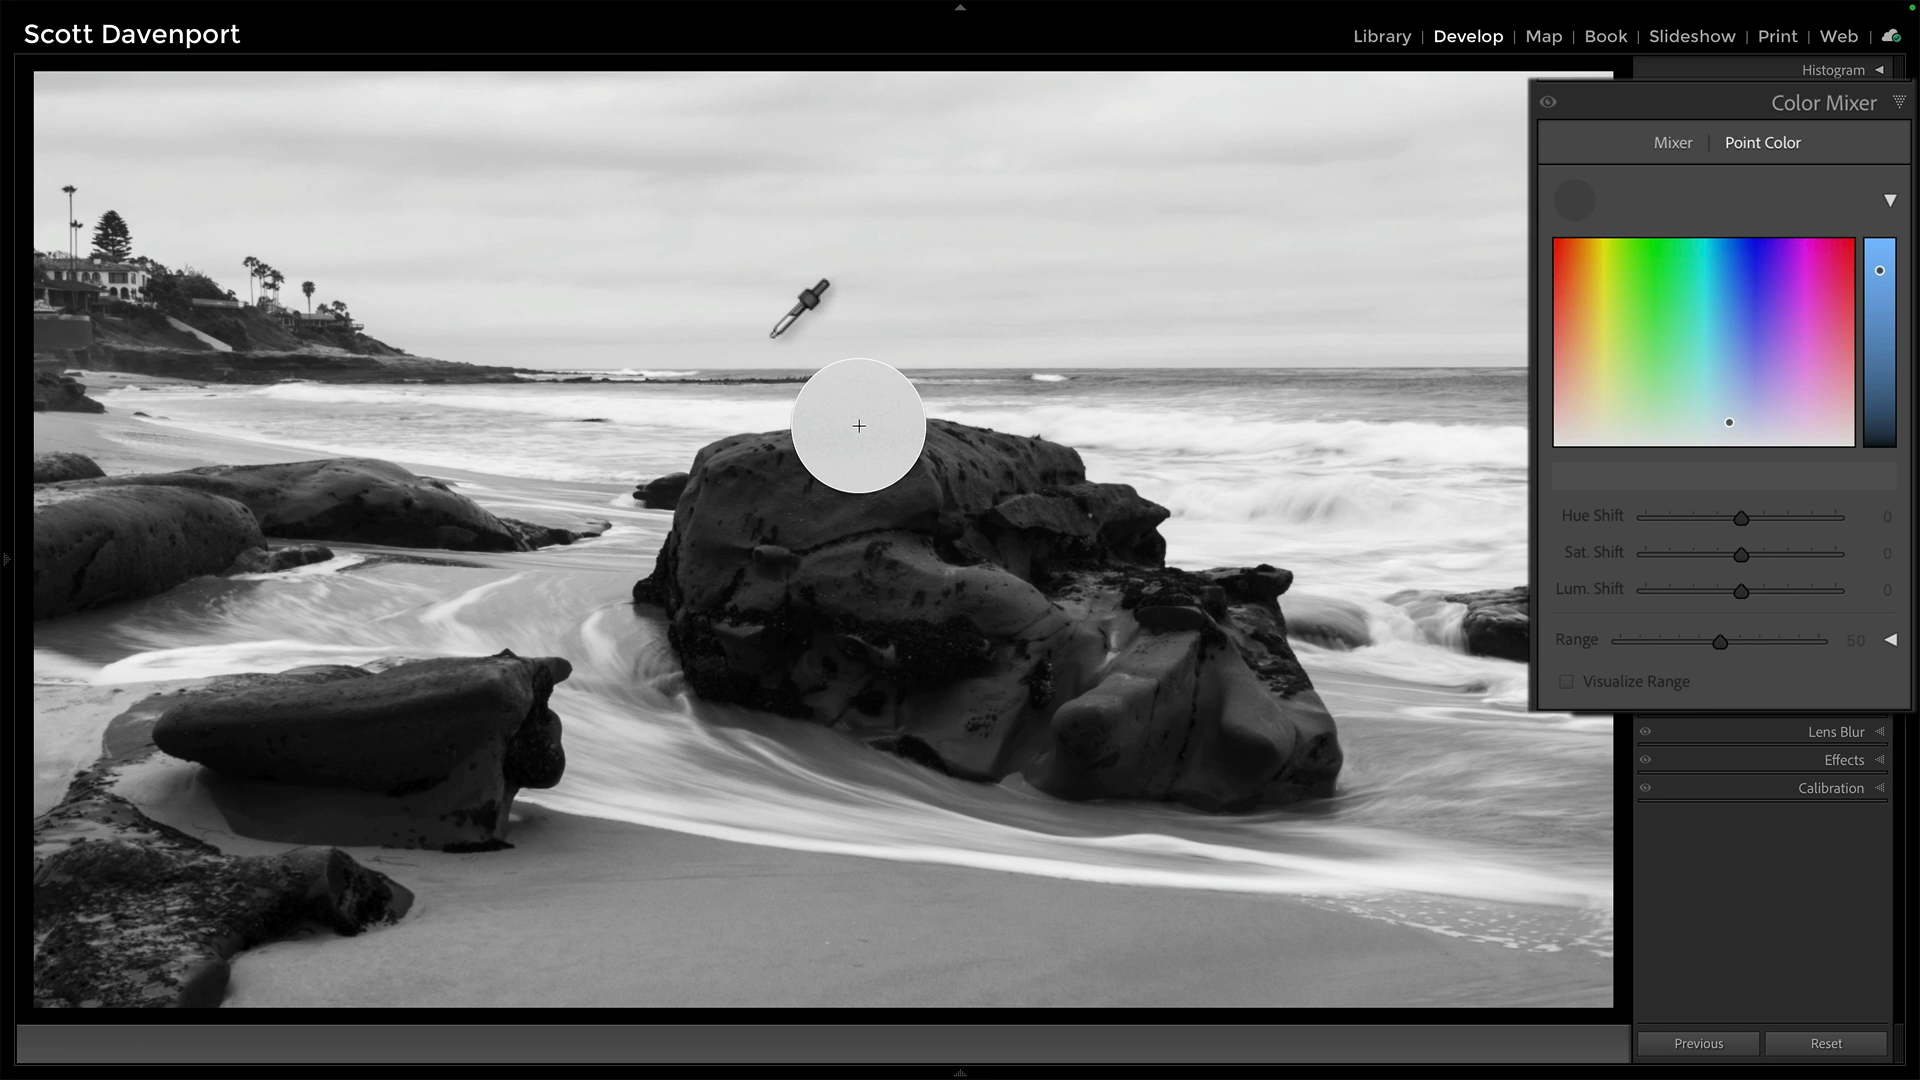 Scott Davenport
Library | Develop | Map | Book | Slideshow | Print | Web |
Histogram
Color Mixer
Mixer | Point Color
Hue Shift 0
Sat. Shift 0
Lum. Shift 0
Range 50
Visualize Range
Lens Blur
Effects
Calibration
Previous Reset